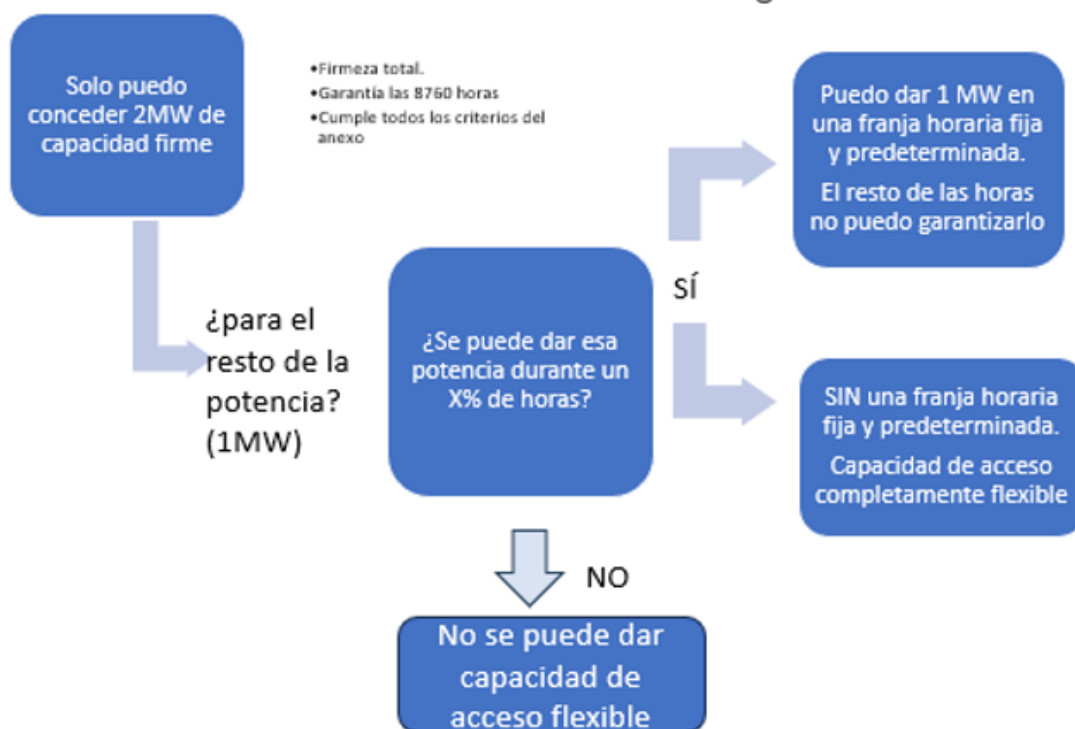 Solo puedo
conceder 2MW de
capacidad firme
•Firmeza total.
•Garantía las 8760 horas
•Cumple todos los criterios del
anexo
¿para el
resto de la
potencia?
(1MW)
¿Se puede dar esa
potencia durante un
X% de horas?
SÍ
Puedo dar 1 MW en
una franja horaria fija
y predeterminada.
El resto de las horas
no puedo garantizarlo
SIN una franja horaria
fija y predeterminada.
Capacidad de acceso
completamente flexible
NO
No se puede dar
capacidad de
acceso flexible